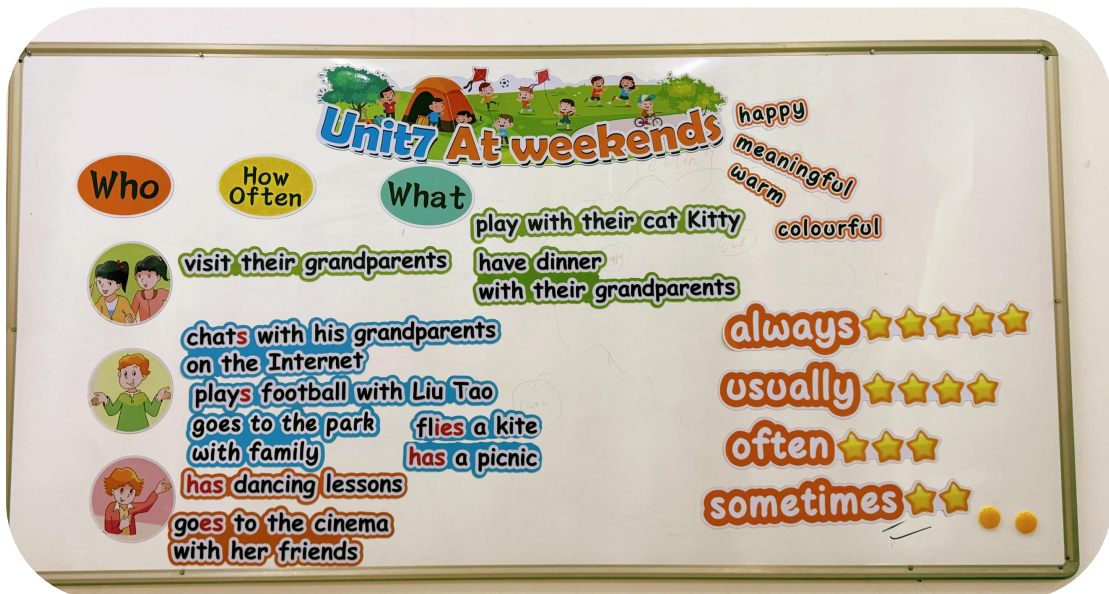 Unit7 At weekends
Who
How
Often
What
happy
meaningful
warm
colourful
play with their cat Kitty
visit their grandparents
have dinner
with their grandparents
chats with his grandparents
on the Internet
plays football with Liu Tao
goes to the park
with family
flies a kite
has a picnic
has dancing lessons
goes to the cinema
with her friends
always
usually
often
sometimes